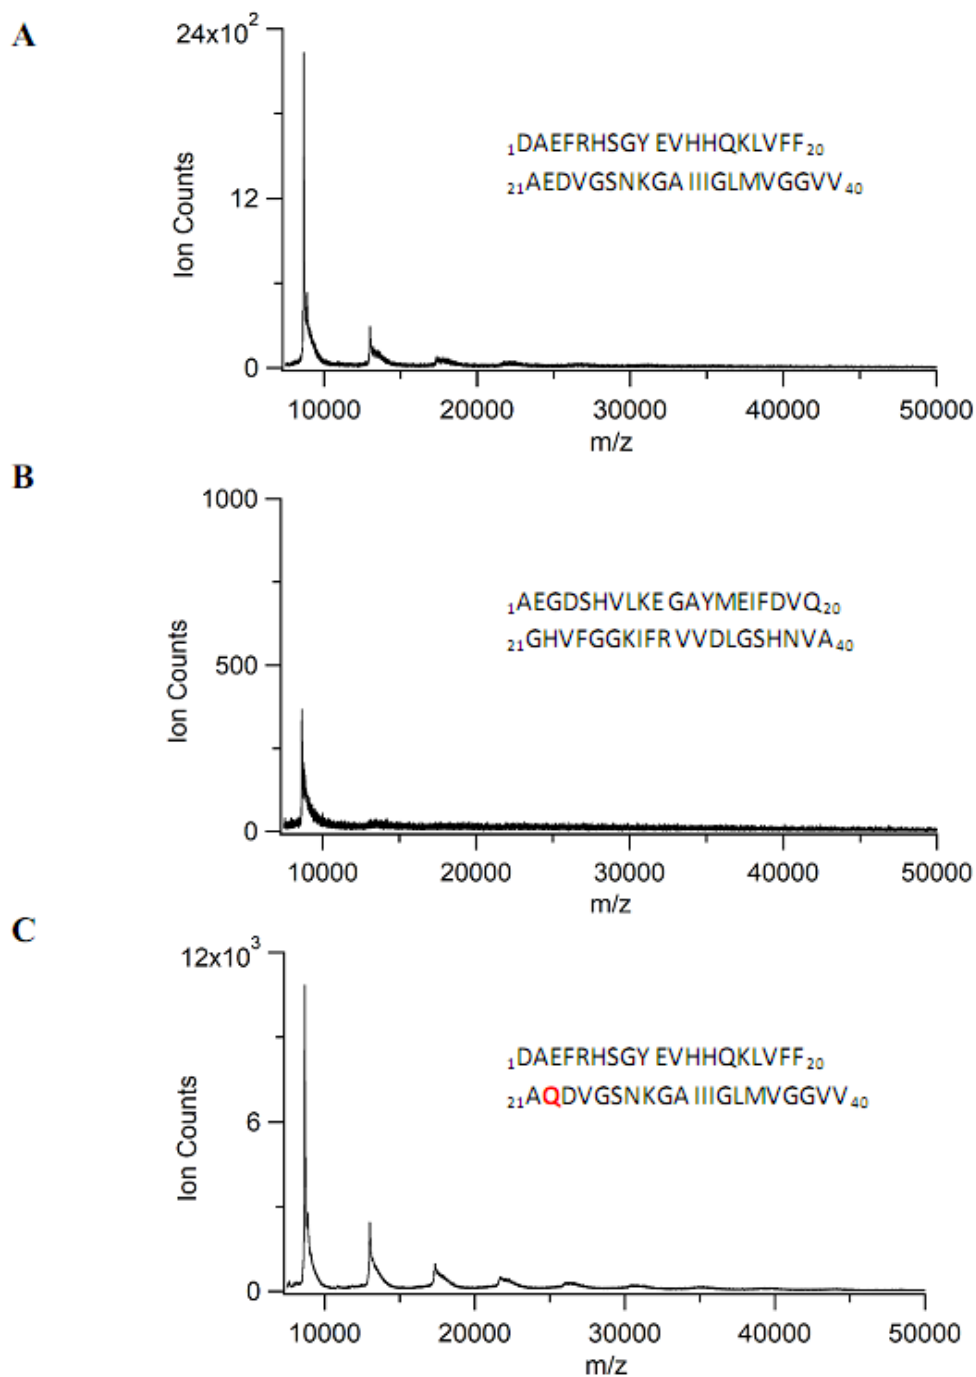 A
24x10²
12
0
Ion Counts
₁DAEFRHSGY EVHHQKLVFF₂₀
₂₁AEDVGSNKGA IIIGLMVGGVV₄₀
10000 20000 30000 40000 50000
m/z
B
1000
500
0
Ion Counts
₁AEGDSHVLKE GAYMEIFDVQ₂₀
₂₁GHVFGGKIFR VVDLGSHNVA₄₀
10000 20000 30000 40000 50000
m/z
C
12x10³
6
0
Ion Counts
₁DAEFRHSGY EVHHQKLVFF₂₀
₂₁AQDVGSNKGA IIIGLMVGGVV₄₀
10000 20000 30000 40000 50000
m/z